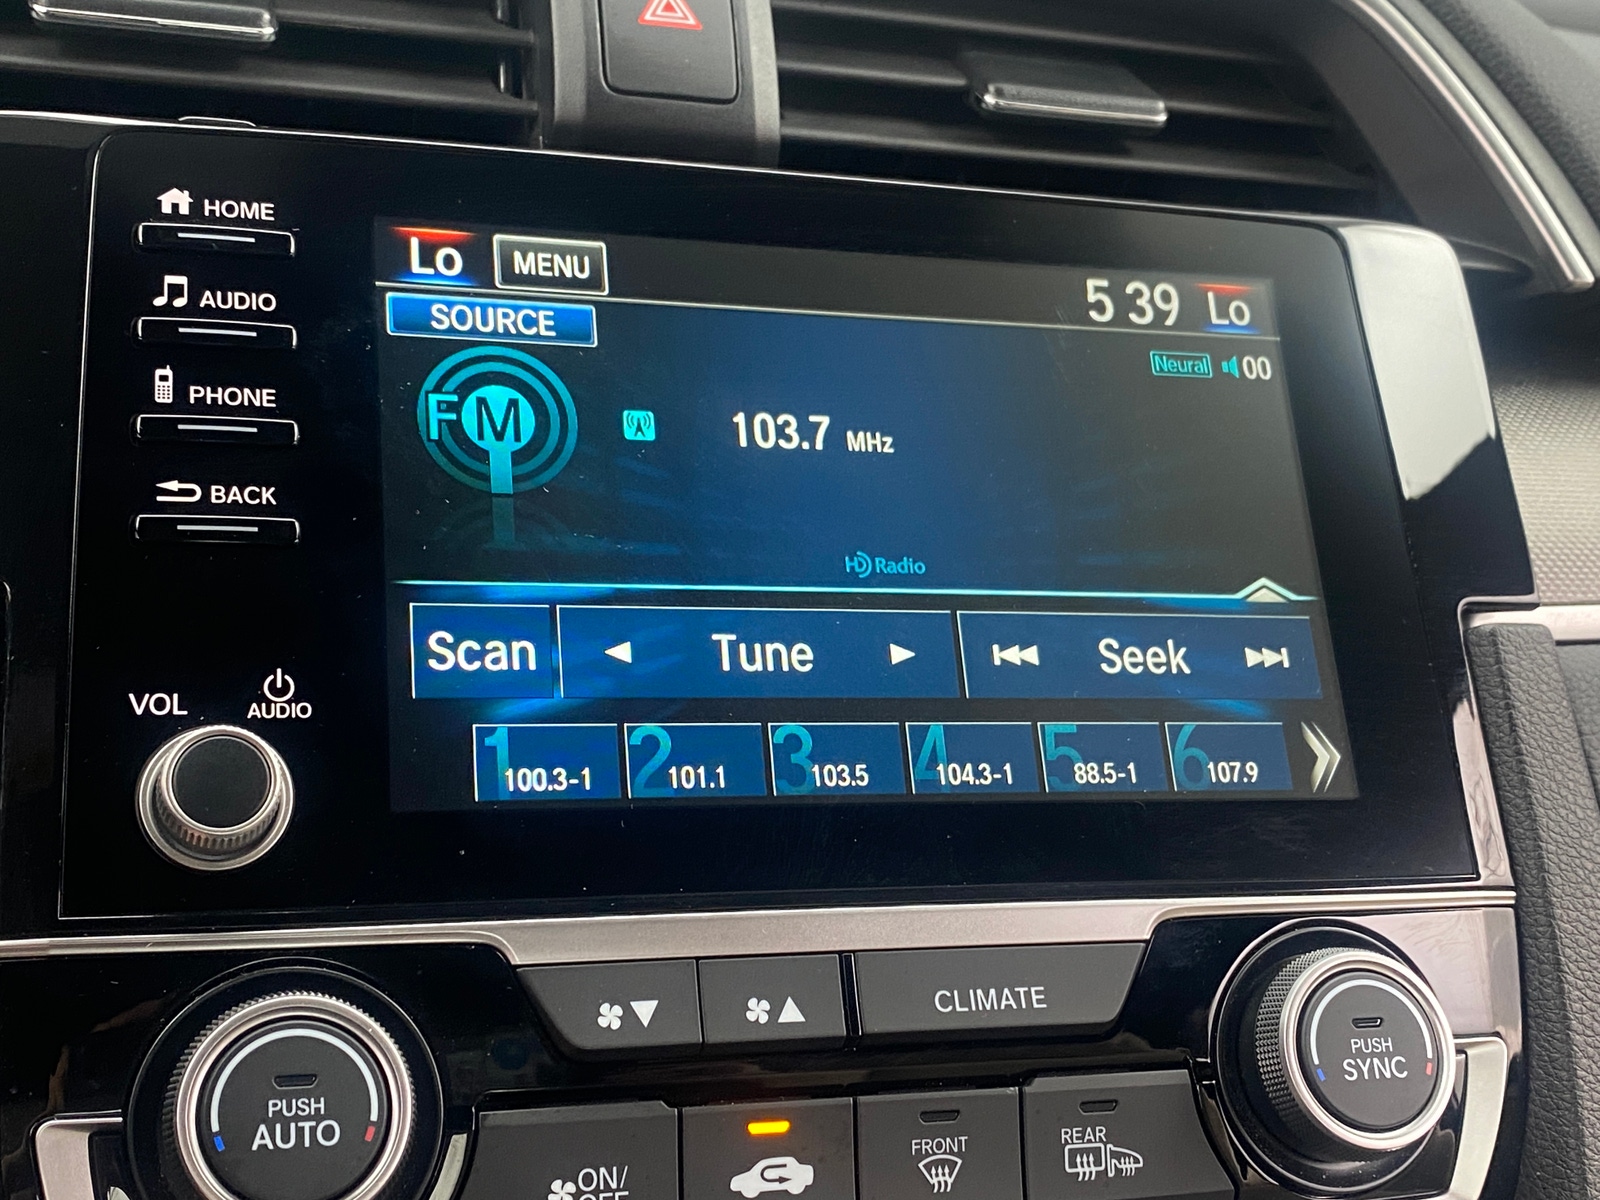 HOME
AUDIO
PHONE
BACK
VOL
AUDIO
Lo MENU
5 39 Lo
SOURCE
Neural 00
FM
103.7 MHz
HD Radio
Scan Tune Seek
1 100.3-1
2 101.1
3 103.5
4 104.3-1
5 88.5-1
6 107.9
CLIMATE
PUSH
AUTO
PUSH
SYNC
ON/
OFF
FRONT
REAR